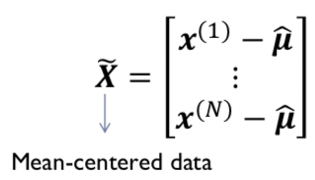 x^(1) − μ̂
X̃ = ⋮
x^(N) − μ̂
Mean-centered data